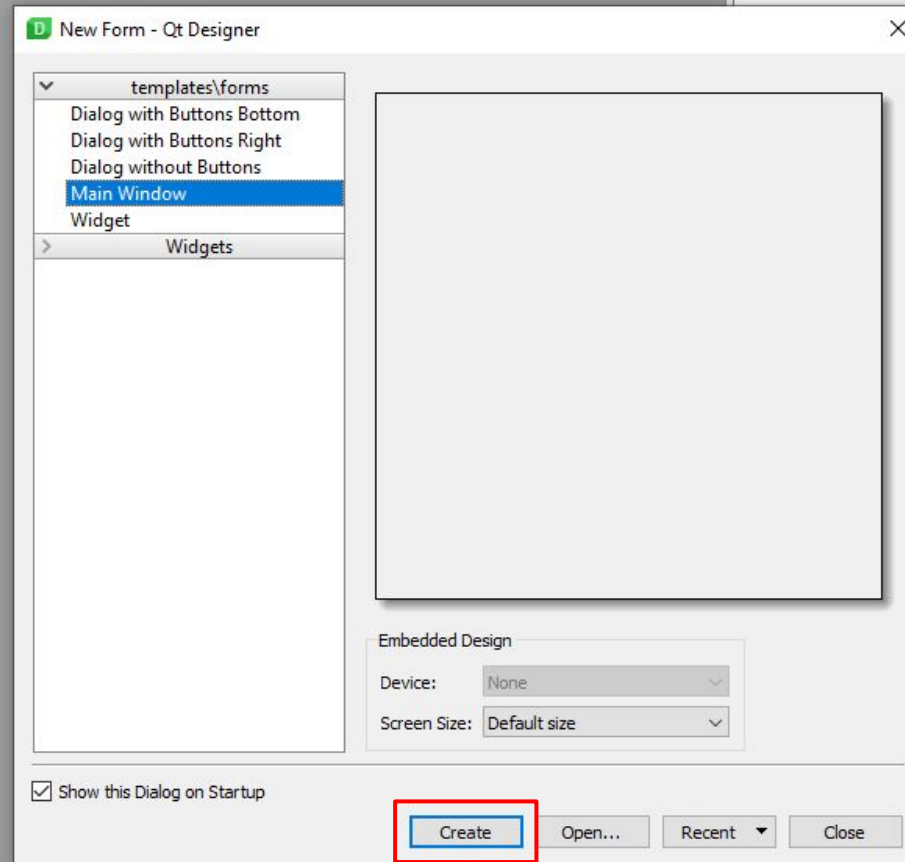 D New Form - Qt Designer
templates\forms
Dialog with Buttons Bottom
Dialog with Buttons Right
Dialog without Buttons
Main Window
Widget
Widgets
Embedded Design
Device: None
Screen Size: Default size
Show this Dialog on Startup
Create Open... Recent Close